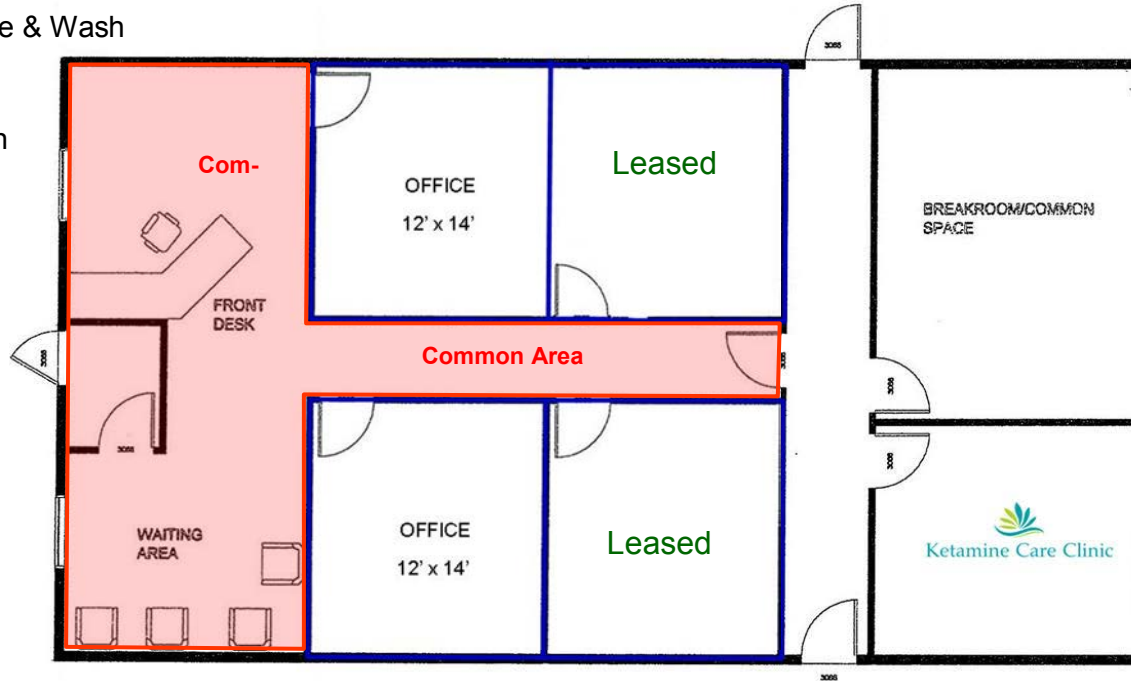 e & Wash
n
Com-
Leased
OFFICE
12' x 14'
BREAKROOM/COMMON
SPACE
FRONT
DESK
Common Area
WAITING
AREA
OFFICE
12' x 14'
Leased
Ketamine Care Clinic